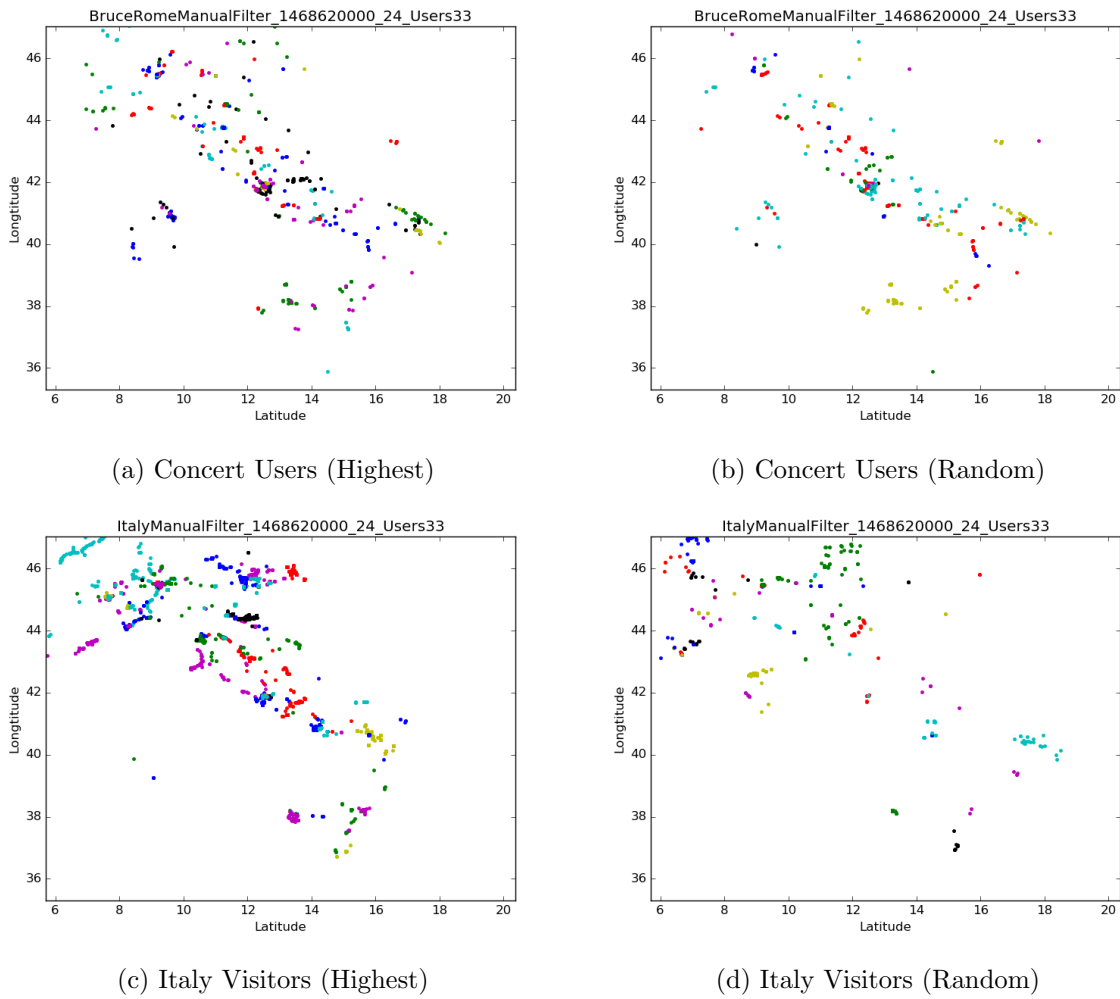 BruceRomeManualFilter_1468620000_24_Users33
46
44
42
40
38
36
Longtitude
6 8 10 12 14 16 18 20
Latitude
(a) Concert Users (Highest)
BruceRomeManualFilter_1468620000_24_Users33
46
44
42
40
38
36
Longtitude
6 8 10 12 14 16 18 20
Latitude
(b) Concert Users (Random)
ItalyManualFilter_1468620000_24_Users33
46
44
42
40
38
36
Longtitude
6 8 10 12 14 16 18 20
Latitude
(c) Italy Visitors (Highest)
ItalyManualFilter_1468620000_24_Users33
46
44
42
40
38
36
Longtitude
6 8 10 12 14 16 18 20
Latitude
(d) Italy Visitors (Random)